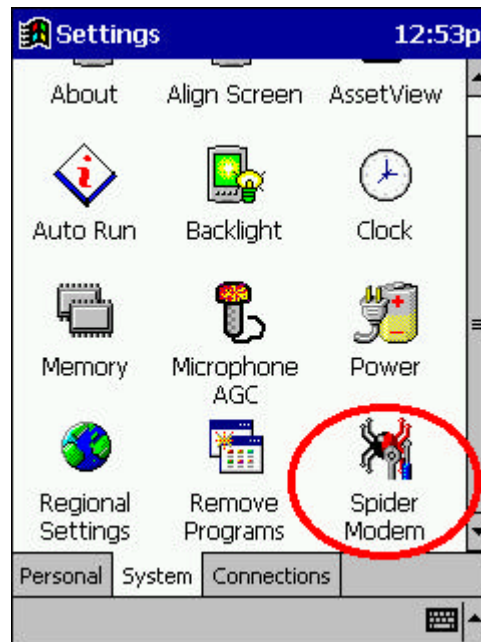 Settings 12:53p
About Align Screen AssetView
Auto Run Backlight Clock
Memory Microphone AGC Power
Regional Settings Remove Programs Spider Modem
Personal System Connections